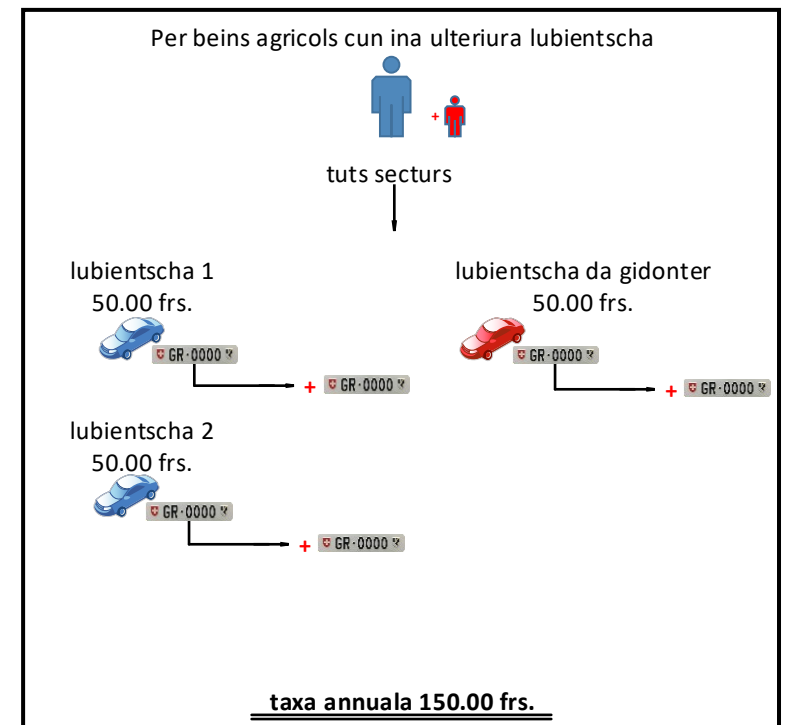 Per beins agricols cun ina ulteriura lubientscha
+
tuts secturs
lubientscha 1
50.00 frs.
GR·0000
+ GR·0000
lubientscha da gidonter
50.00 frs.
GR·0000
+ GR·0000
lubientscha 2
50.00 frs.
GR·0000
+ GR·0000
taxa annuala 150.00 frs.